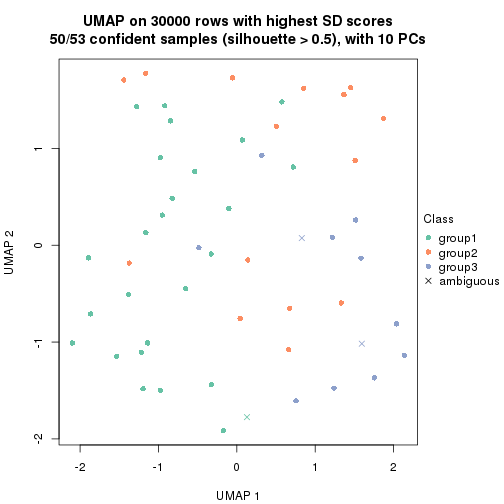 UMAP on 30000 rows with highest SD scores
50/53 confident samples (silhouette > 0.5), with 10 PCs
UMAP 2
1
0
-1
-2
-2
-1
0
1
2
UMAP 1
Class
group1
group2
group3
ambiguous